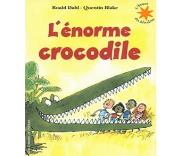 Roald Dahl - Quentin Blake
L'énorme
crocodile